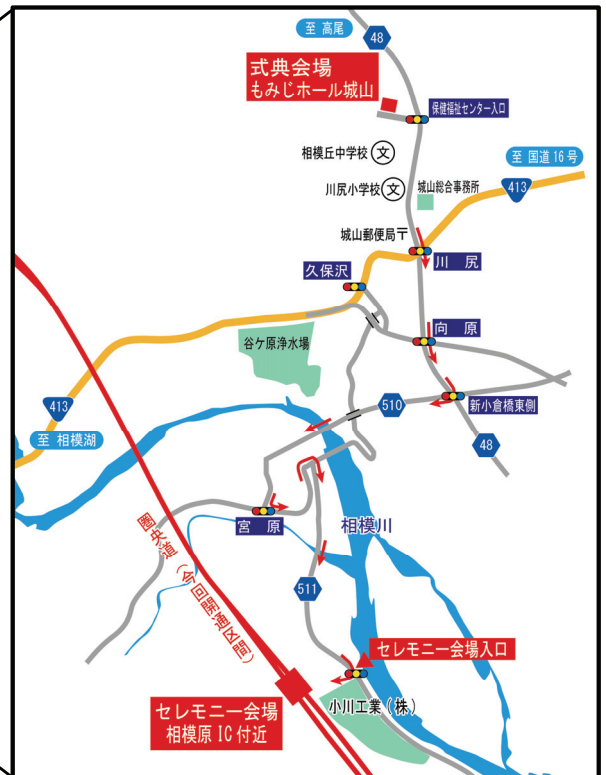 至 高尾
48
式典会場
もみじホール城山
保健福祉センター入口
相模丘中学校 文
至 国道16号
413
川尻小学校 文
城山総合事務所
城山郵便局〒
川 尻
久保沢
向 原
谷ケ原浄水場
413
510
新小倉橋東側
至 相模湖
48
宮 原
相模川
圏央道(今回開通区間)
511
セレモニー会場入口
セレモニー会場
相模原IC付近
小川工業(株)